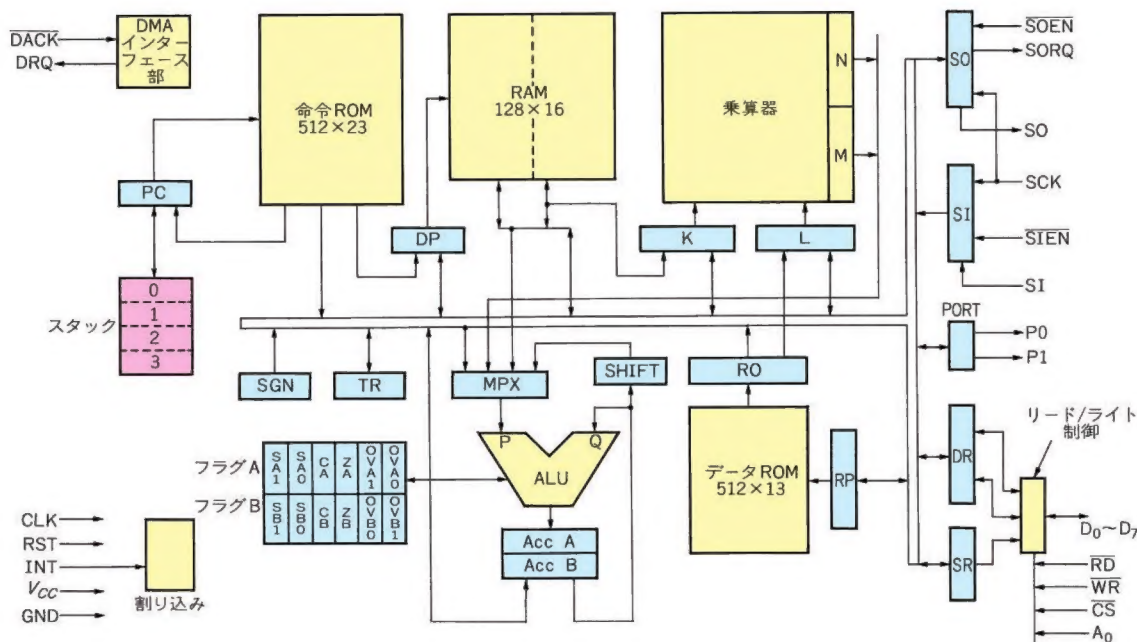 DACK
DRQ
DMA
インター
フェース
部
命令ROM
512×23
RAM
128×16
乗算器
N
M
SO
SOEN
SORQ
SO
SCK
SI
SIEN
SI
PC
DP
K
L
スタック
0
1
2
3
PORT
P0
P1
SGN
TR
MPX
SHIFT
RO
P
Q
ALU
フラグA
SA1
SA0
CA
ZA
OVA1
OVA0
フラグB
SB1
SB0
CB
ZB
OVB0
OVB1
Acc A
Acc B
データROM
512×13
RP
DR
SR
リード/ライト
制御
D₀〜D₇
RD
WR
CS
A₀
CLK
RST
INT
VCC
GND
割り込み